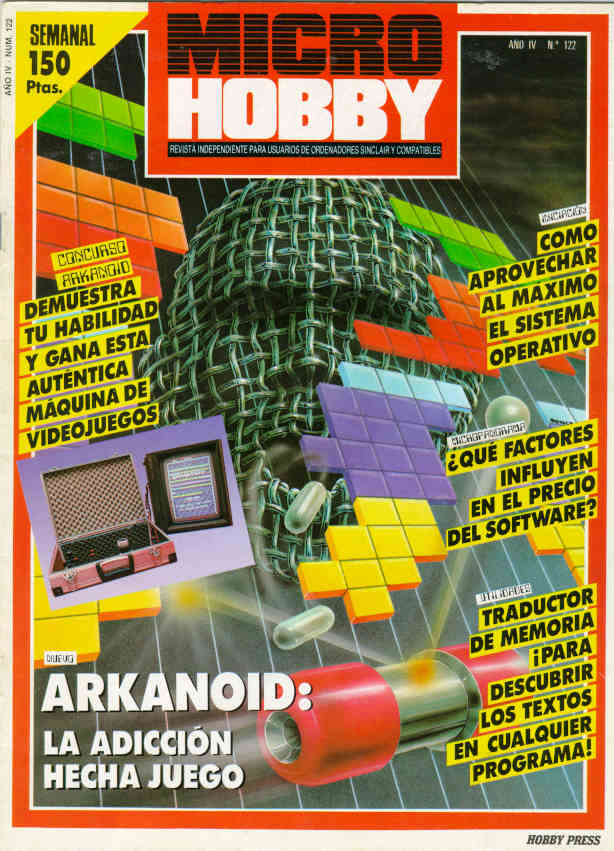 AÑO IV - NUM. 122
SEMANAL
150
Ptas.
MICRO
HOBBY
AÑO IV N.° 122
REVISTA INDEPENDIENTE PARA USUARIOS DE ORDENADORES SINCLAIR Y COMPATIBLES
CONCURSO
ARKANOID
DEMUESTRA
TU HABILIDAD
Y GANA ESTA
AUTÉNTICA
MÁQUINA DE
VIDEOJUEGOS
INICIACIÓN
COMO
APROVECHAR
AL MAXIMO
EL SISTEMA
OPERATIVO
MICROPANORAMA
¿QUÉ FACTORES
INFLUYEN
EN EL PRECIO
DEL SOFTWARE?
UTILIDADES
TRADUCTOR
DE MEMORIA
¡PARA
DESCUBRIR
LOS TEXTOS
EN CUALQUIER
PROGRAMA!
NUEVO
ARKANOID:
LA ADICCIÓN
HECHA JUEGO
HOBBY PRESS